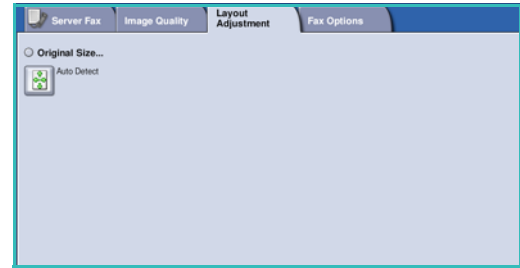 Server Fax
Image Quality
Layout
Adjustment
Fax Options
Original Size...
Auto Detect